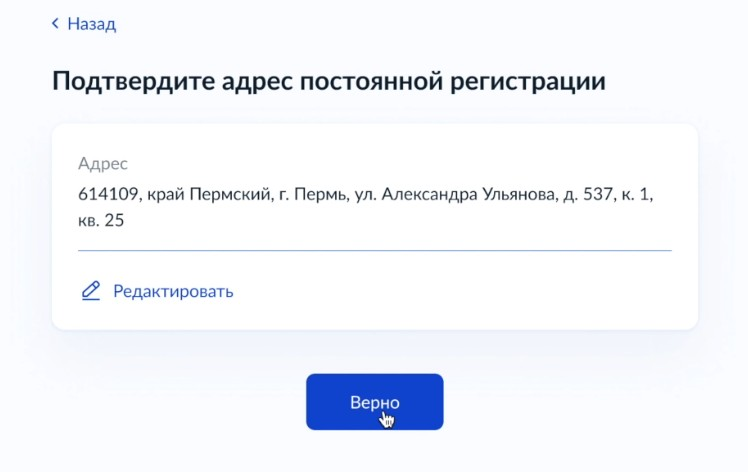 Назад
Подтвердите адрес постоянной регистрации
Адрес
614109, край Пермский, г. Пермь, ул. Александра Ульянова, д. 537, к. 1,
кв. 25
Редактировать
Верно